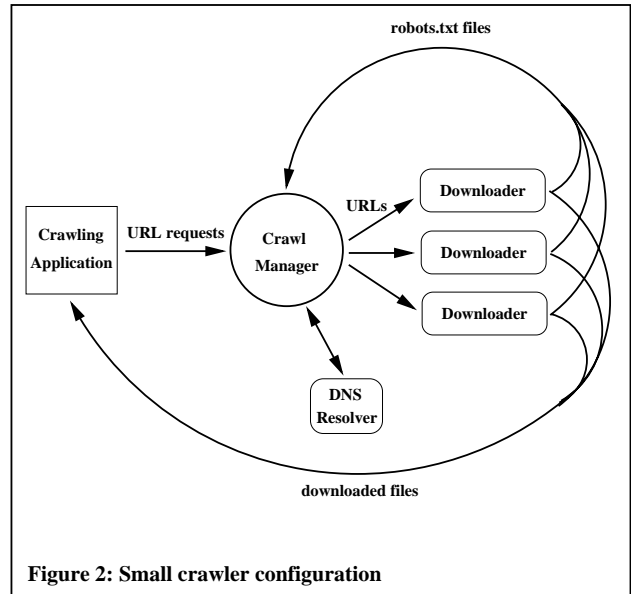 robots.txt files
URLs
Downloader
Crawling
Application
URL requests
Crawl
Manager
Downloader
Downloader
DNS
Resolver
downloaded files
Figure 2: Small crawler configuration